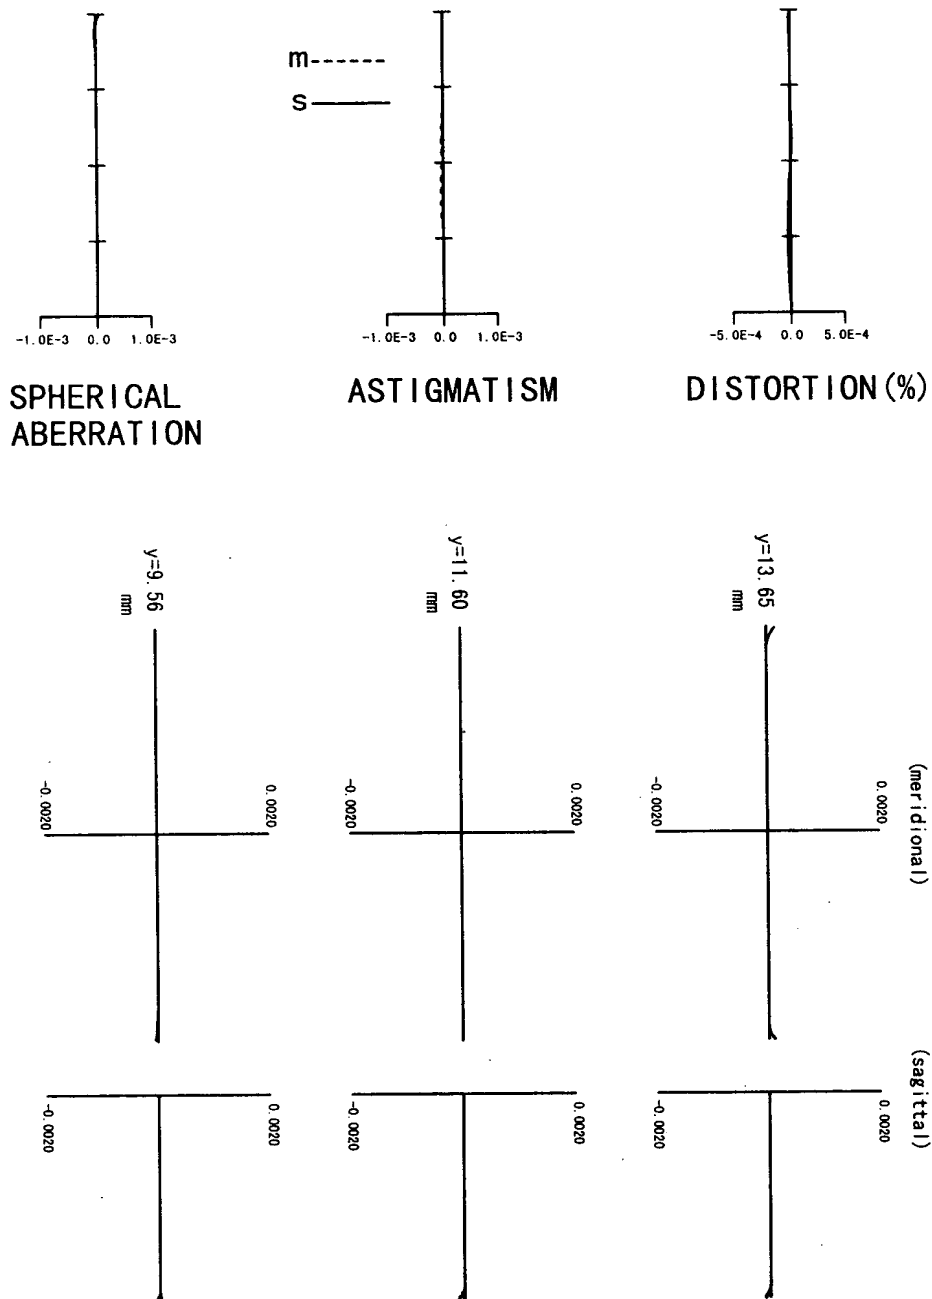 m
s
-1.0E-3 0.0 1.0E-3
-1.0E-3 0.0 1.0E-3
-5.0E-4 0.0 5.0E-4
SPHERICAL
ABERRATION
ASTIGMATISM
DISTORTION (%)
y=9.56
mm
y=11.60
mm
y=13.65
mm
-0.0020
0.0020
-0.0020
0.0020
-0.0020
0.0020
(meridional)
-0.0020
0.0020
-0.0020
0.0020
-0.0020
0.0020
(sagittal)